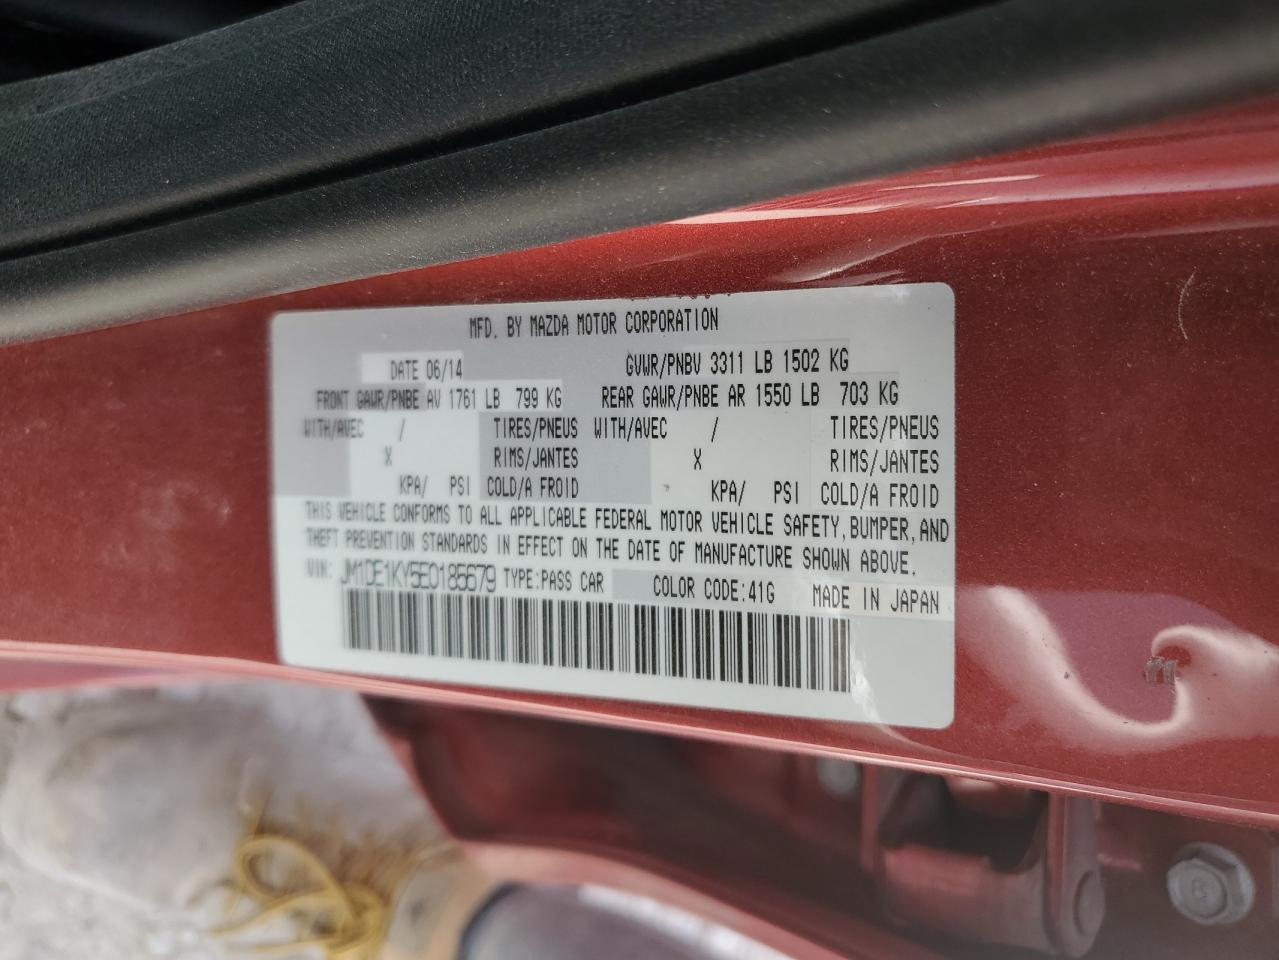 MFD. BY MAZDA MOTOR CORPORATION
DATE 06/14 GVWR/PNBV 3311 LB 1502 KG
FRONT GAWR/PNBE AV 1761 LB 799 KG REAR GAWR/PNBE AR 1550 LB 703 KG
WITH/AVEC / TIRES/PNEUS WITH/AVEC / TIRES/PNEUS
X RIMS/JANTES X RIMS/JANTES
KPA/ PSI COLD/A FROID KPA/ PSI COLD/A FROID
THIS VEHICLE CONFORMS TO ALL APPLICABLE FEDERAL MOTOR VEHICLE SAFETY, BUMPER, AND
THEFT PREVENTION STANDARDS IN EFFECT ON THE DATE OF MANUFACTURE SHOWN ABOVE.
VIN: JM1DE1KY5E0185679 TYPE:PASS CAR COLOR CODE:41G MADE IN JAPAN
8